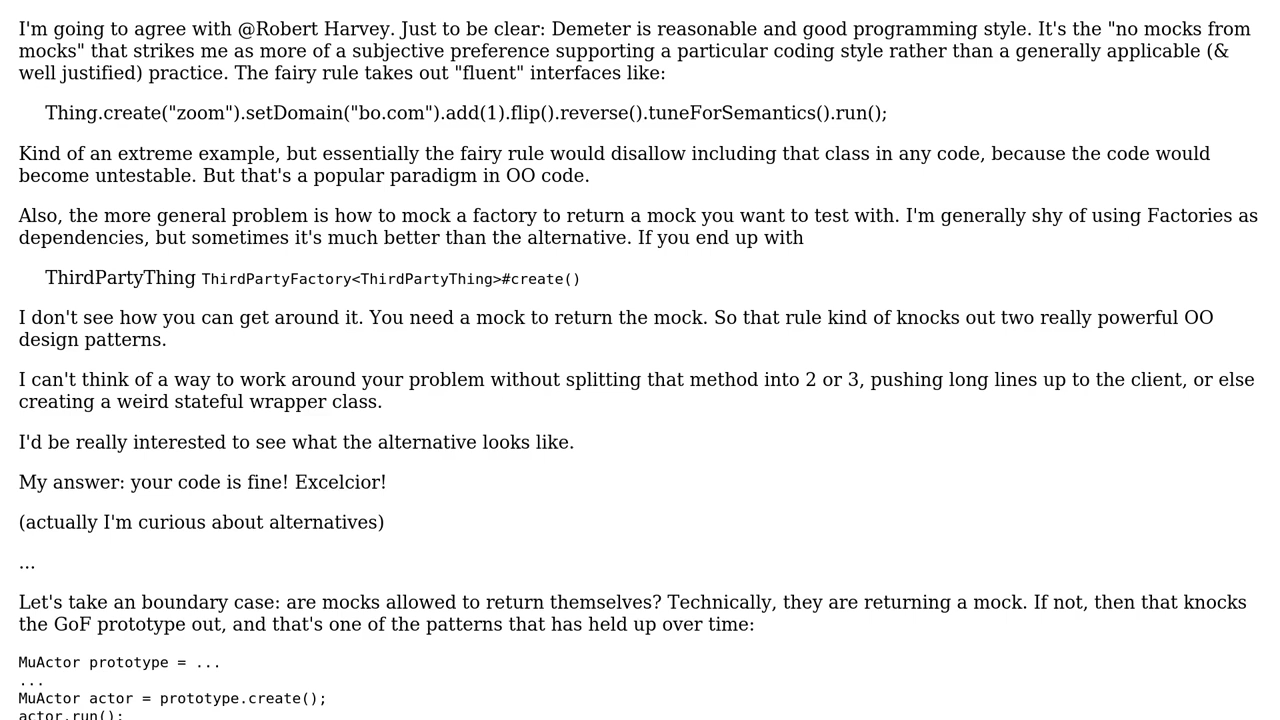 I'm going to agree with @Robert Harvey. Just to be clear: Demeter is reasonable and good programming style. It's the "no mocks from
mocks" that strikes me as more of a subjective preference supporting a particular coding style rather than a generally applicable (&
well justified) practice. The fairy rule takes out "fluent" interfaces like:
Thing.create("zoom").setDomain("bo.com").add(1).flip().reverse().tuneForSemantics().run();
Kind of an extreme example, but essentially the fairy rule would disallow including that class in any code, because the code would
become untestable. But that's a popular paradigm in OO code.
Also, the more general problem is how to mock a factory to return a mock you want to test with. I'm generally shy of using Factories as
dependencies, but sometimes it's much better than the alternative. If you end up with
ThirdPartyThing ThirdPartyFactory<ThirdPartyThing>#create()
I don't see how you can get around it. You need a mock to return the mock. So that rule kind of knocks out two really powerful OO
design patterns.
I can't think of a way to work around your problem without splitting that method into 2 or 3, pushing long lines up to the client, or else
creating a weird stateful wrapper class.
I'd be really interested to see what the alternative looks like.
My answer: your code is fine! Excelcior!
(actually I'm curious about alternatives)
...
Let's take an boundary case: are mocks allowed to return themselves? Technically, they are returning a mock. If not, then that knocks
the GoF prototype out, and that's one of the patterns that has held up over time:
MuActor prototype = ...
...
MuActor actor = prototype.create();
actor.run();